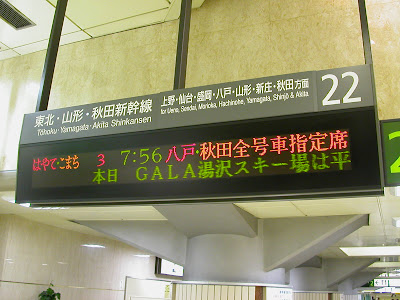 東北・山形・秋田新幹線
Tōhoku・Yamagata・Akita Shinkansen
上野・仙台・盛岡・八戸・山形・新庄・秋田方面
for Ueno, Sendai, Morioka, Hachinohe, Yamagata, Shinjō & Akita
22
はやて・こまち 3 7:56 八戸・秋田全号車指定席
本日 GALA湯沢スキー場は平